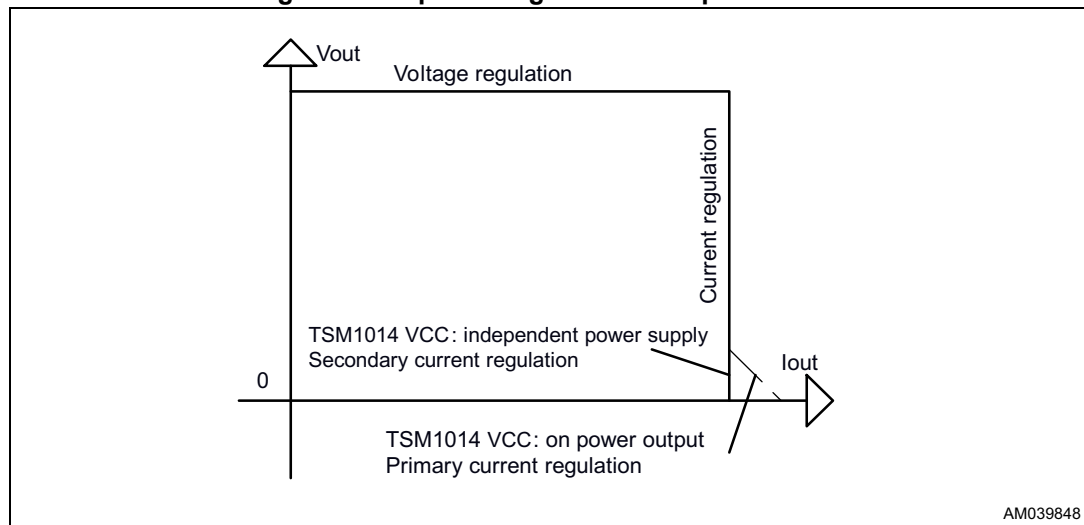 Vout
Voltage regulation
Current regulation
TSM1014 VCC: independent power supply
Secondary current regulation
Iout
0
TSM1014 VCC: on power output
Primary current regulation
AM039848